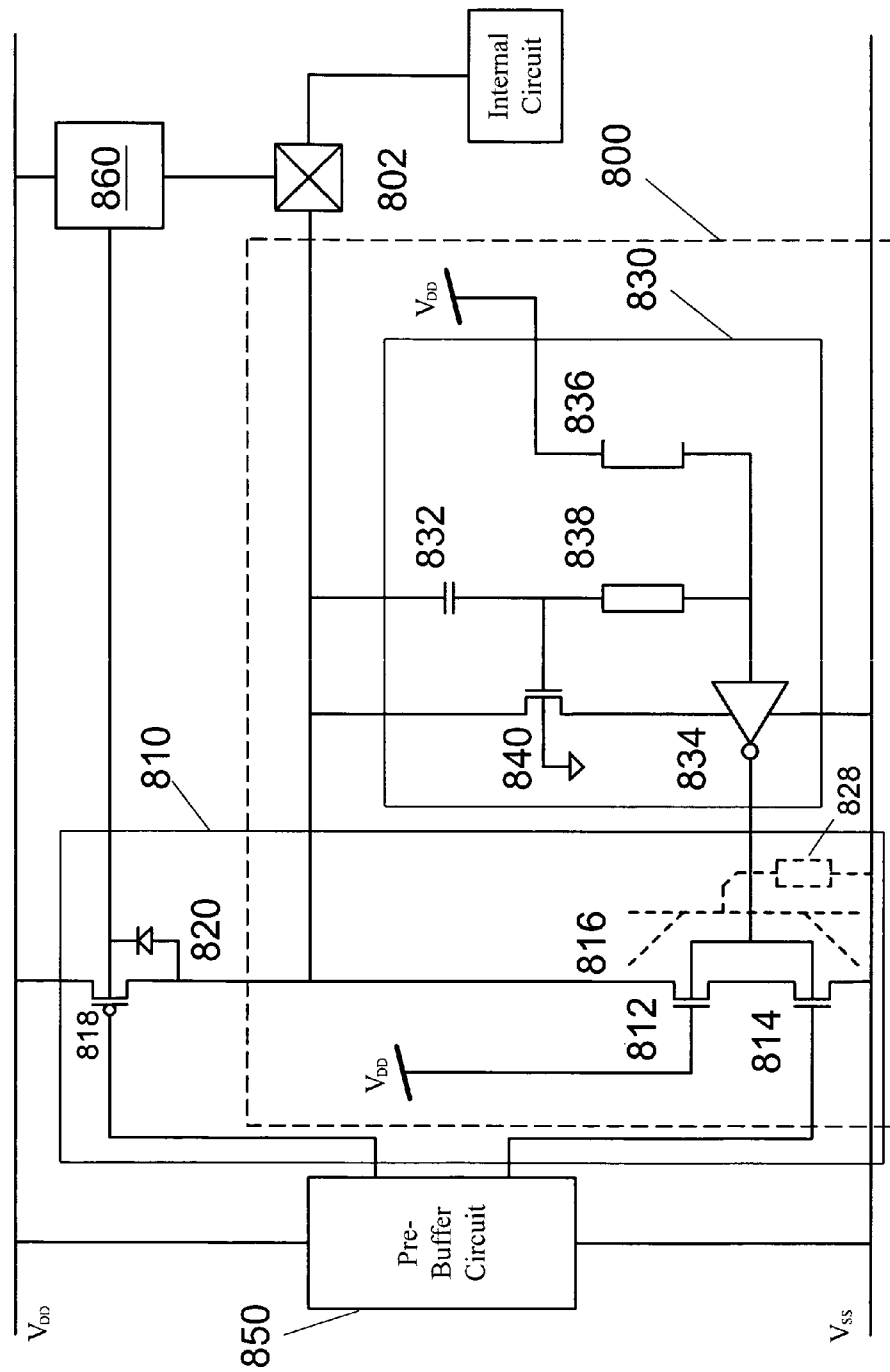 V_DD
V_SS
850
Pre-
Buffer
Circuit
810
818
820
V_DD
812
814
816
828
800
830
840
834
832
838
836
V_DD
860
802
Internal
Circuit